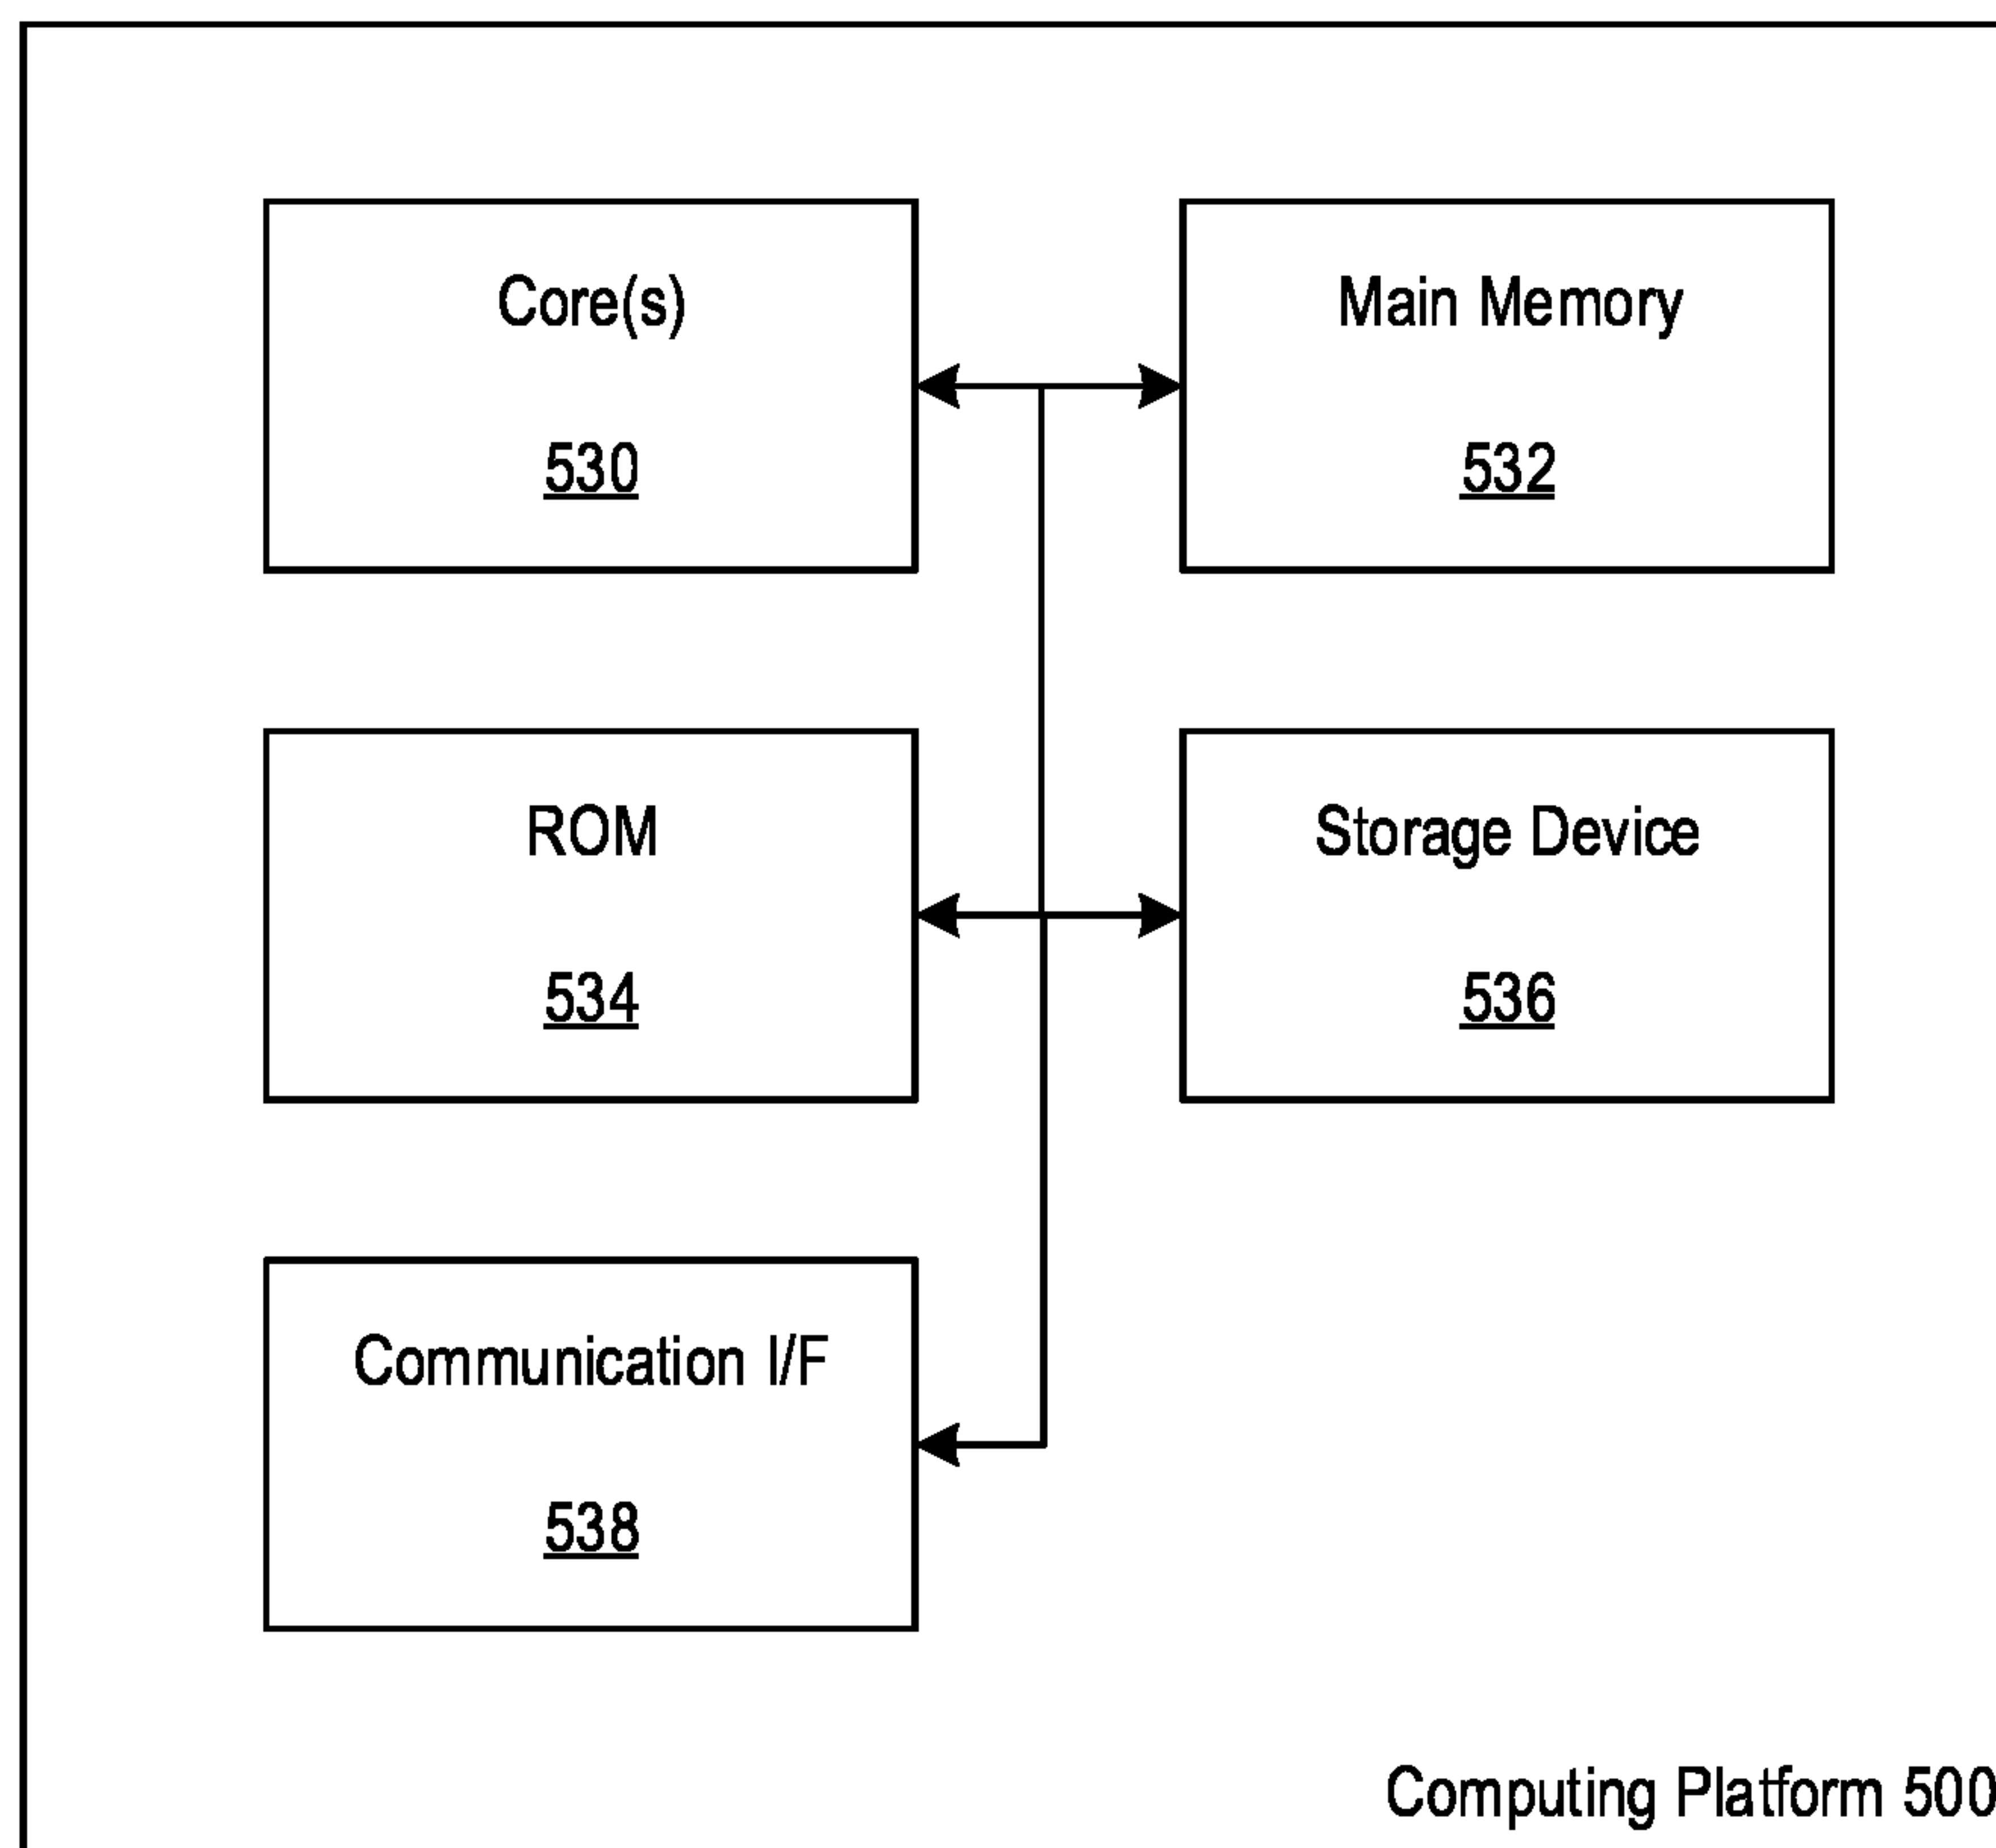 Core(s)
530
Main Memory
532
ROM
534
Storage Device
536
Communication I/F
538
Computing Platform 500